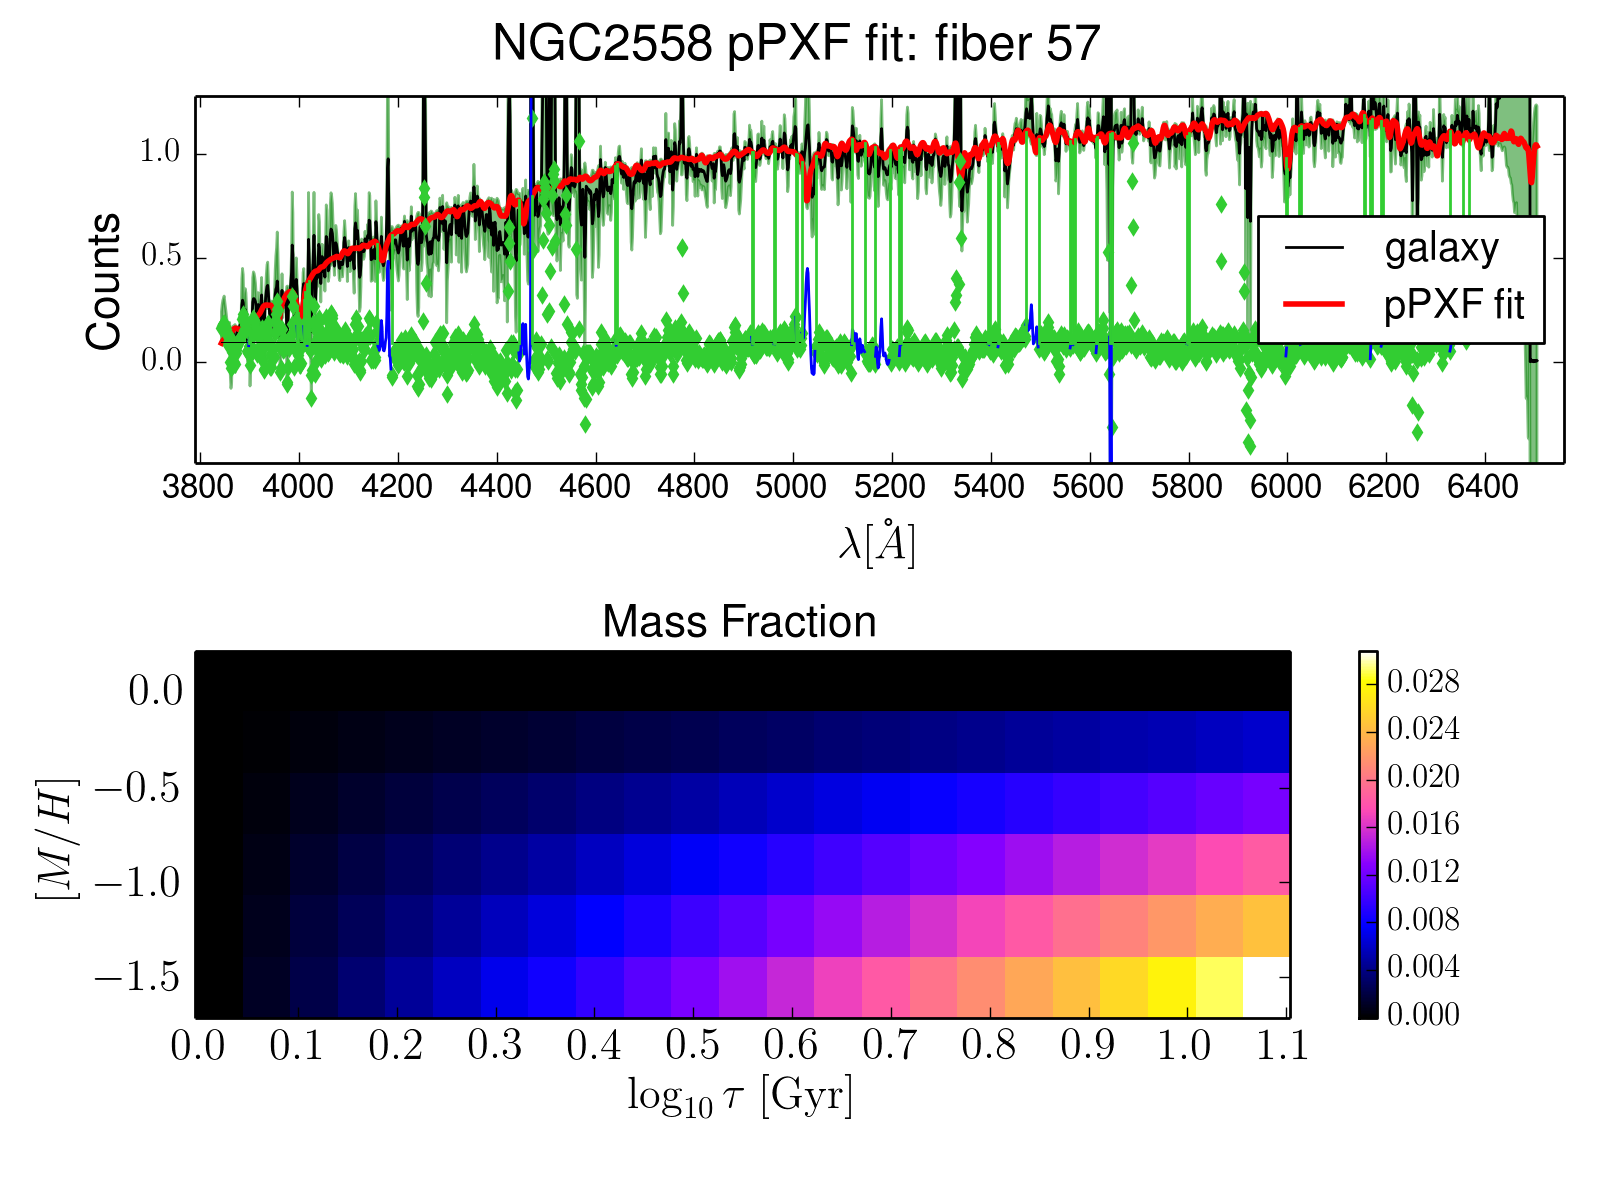 NGC2558 pPXF fit: fiber 57
Counts
1.0
0.5
0.0
galaxy
pPXF fit
3800 4000 4200 4400 4600 4800 5000 5200 5400 5600 5800 6000 6200 6400
λ[Å]
Mass Fraction
[M/H]
0.0
−0.5
−1.0
−1.5
0.0 0.1 0.2 0.3 0.4 0.5 0.6 0.7 0.8 0.9 1.0 1.1
log₁₀ τ [Gyr]
0.028
0.024
0.020
0.016
0.012
0.008
0.004
0.000